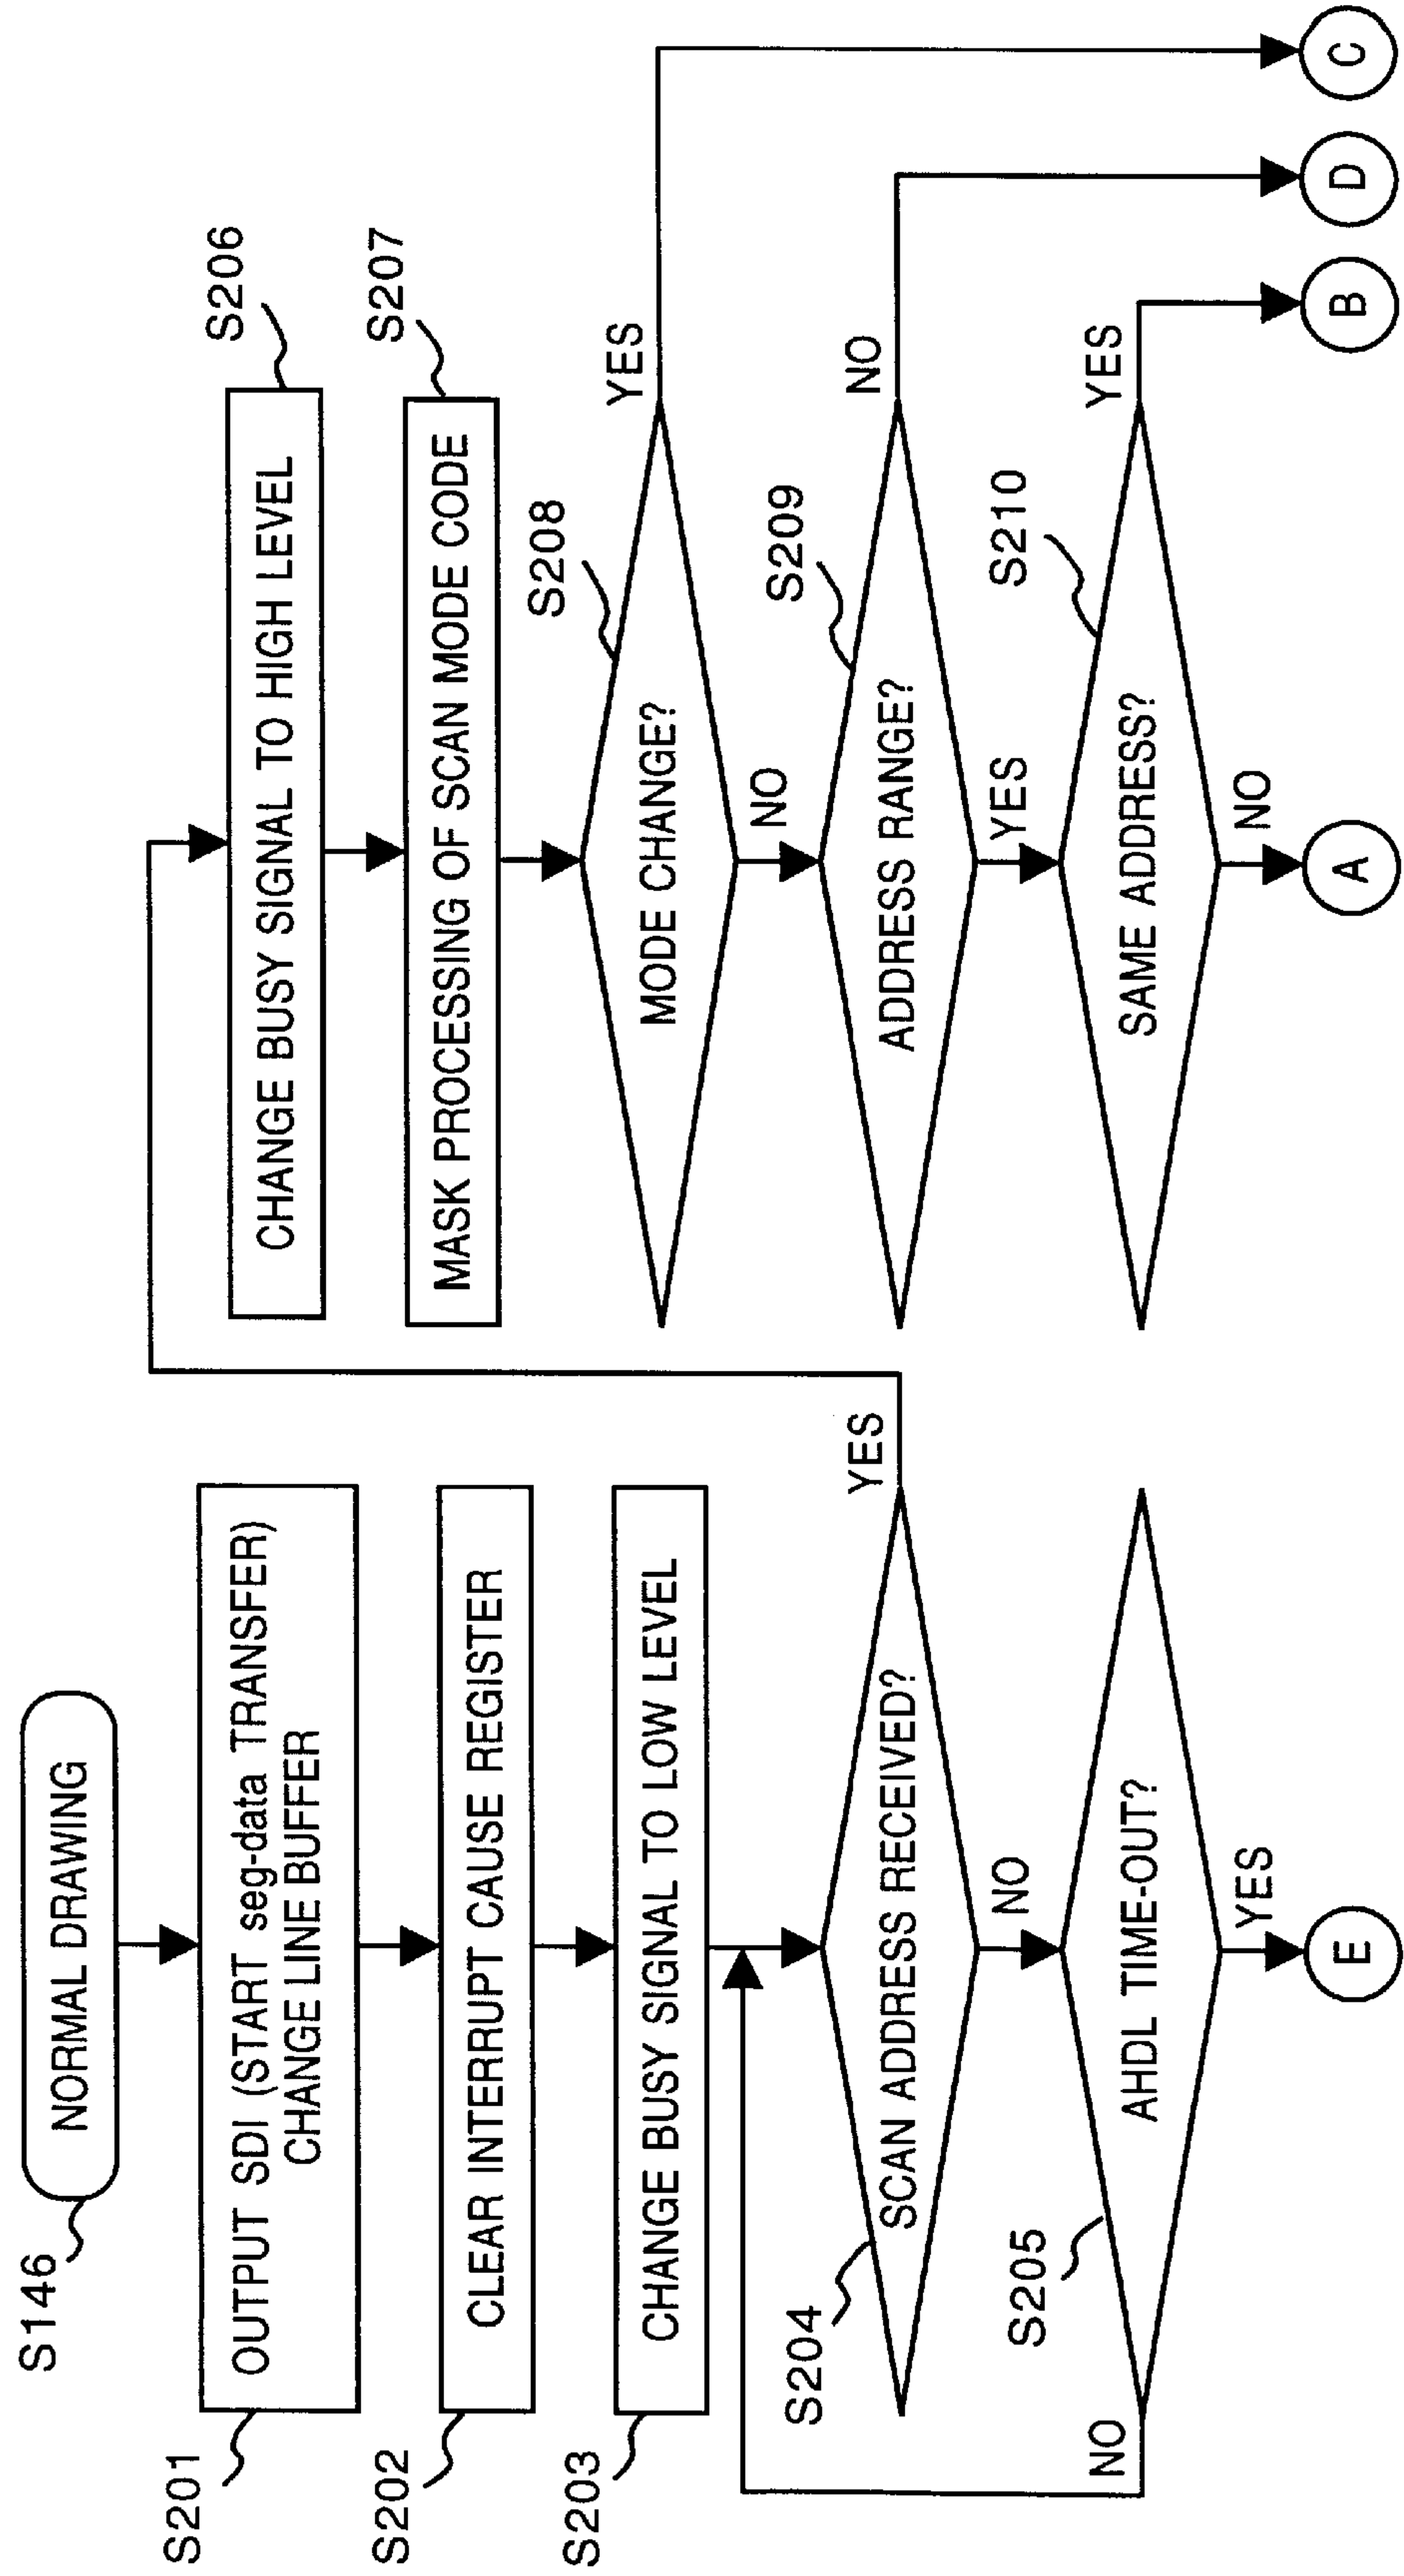 S146
NORMAL DRAWING
S201
OUTPUT SDI (START seg-data TRANSFER)
CHANGE LINE BUFFER
S202
CLEAR INTERRUPT CAUSE REGISTER
S203
CHANGE BUSY SIGNAL TO LOW LEVEL
S204
SCAN ADDRESS RECEIVED?
YES
NO
S205
AHDL TIME-OUT?
NO
YES
E
S206
CHANGE BUSY SIGNAL TO HIGH LEVEL
S207
MASK PROCESSING OF SCAN MODE CODE
S208
MODE CHANGE?
YES
NO
S209
ADDRESS RANGE?
NO
YES
S210
SAME ADDRESS?
YES
NO
A
B
D
C